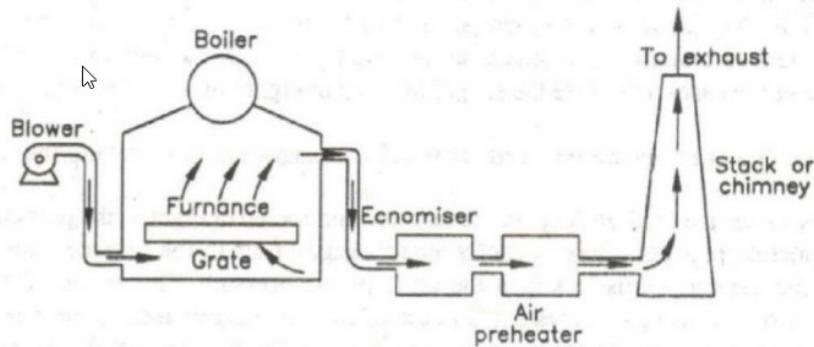 Boiler
To exhaust
Blower
Stack or
chimney
Furnance
Ecnomiser
Grate
Air
preheater